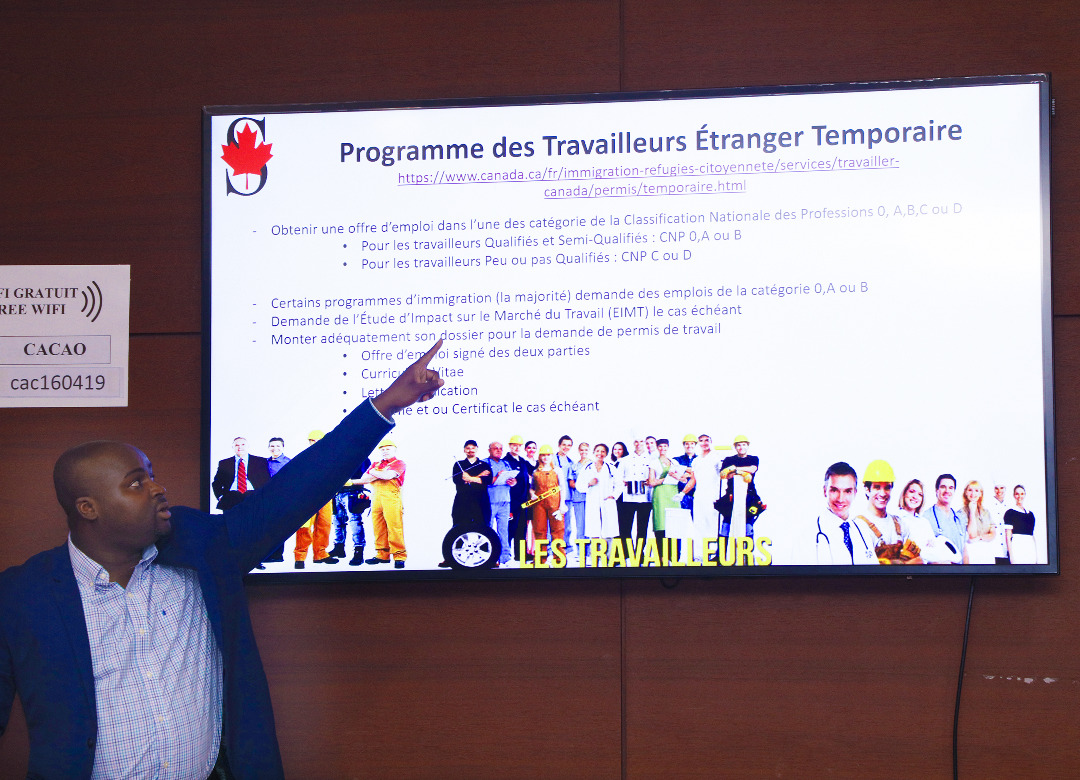 S
Programme des Travailleurs Étranger Temporaire
https://www.canada.ca/fr/immigration-refugies-citoyennete/services/travailler-
canada/permis/temporaire.html
- Obtenir une offre d'emploi dans l'une des catégorie de la Classification Nationale des Professions 0, A,B,C ou D
• Pour les travailleurs Qualifiés et Semi-Qualifiés : CNP 0,A ou B
• Pour les travailleurs Peu ou pas Qualifiés : CNP C ou D
- Certains programmes d'immigration (la majorité) demande des emplois de la catégorie 0,A ou B
- Demande de l'Étude d'Impact sur le Marché du Travail (EIMT) le cas échéant
- Monter adéquatement son dossier pour la demande de permis de travail
• Offre d'emploi signé des deux parties
• Vitae
•
• et ou Certificat le cas échéant
LES TRAVAILLEURS
FI GRATUIT
REE WIFI
CACAO
cac160419